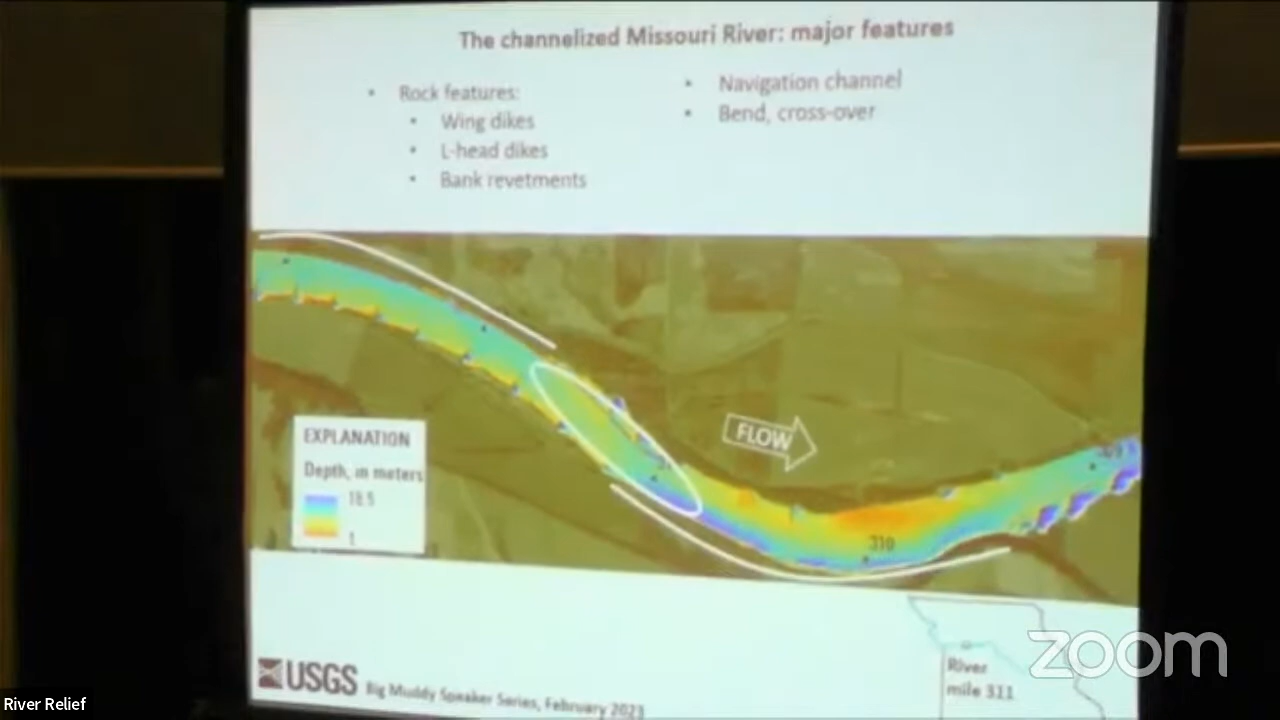 The channelized Missouri River: major features
• Rock features:
• Wing dikes
• L-head dikes
• Bank revetments
• Navigation channel
• Bend, cross-over
FLOW
EXPLANATION
Depth, in meters
18.5
1
310
USGS
Big Muddy Speaker Series, February 2023
River
mile 311
zoom
River Relief